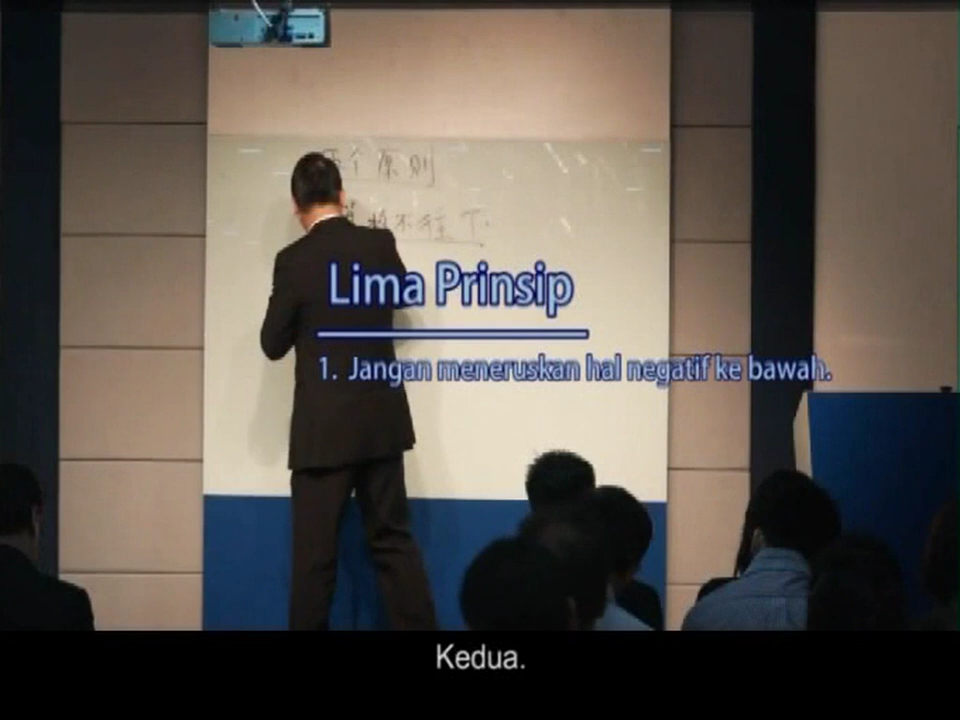 个原则
Lima Prinsip
1. Jangan meneruskan hal negatif ke bawah.
Kedua.